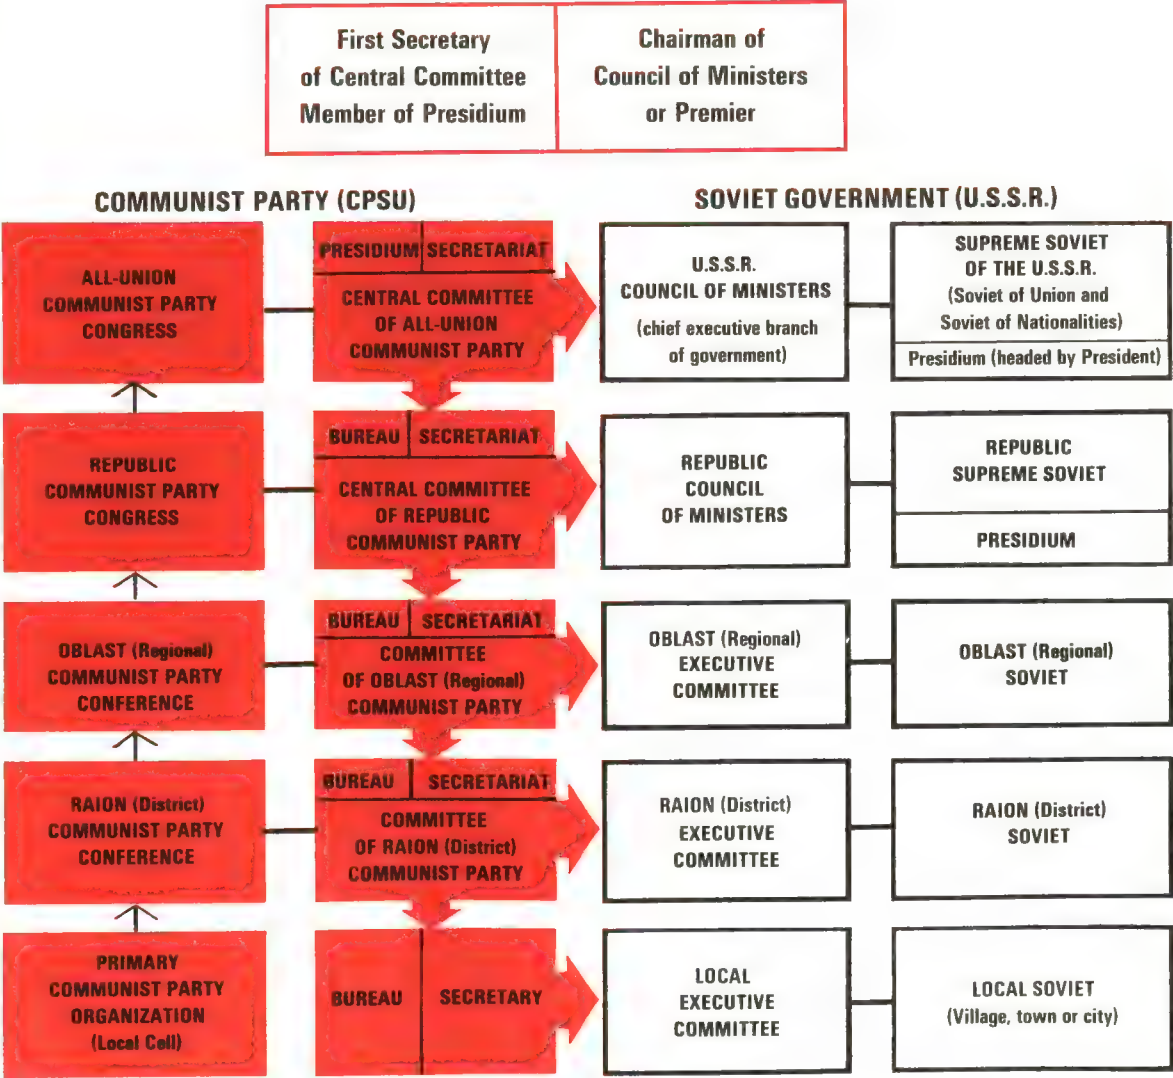 First Secretary
of Central Committee
Member of Presidium
Chairman of
Council of Ministers
or Premier
COMMUNIST PARTY (CPSU)
SOVIET GOVERNMENT (U.S.S.R.)
ALL-UNION
COMMUNIST PARTY
CONGRESS
PRESIDIUM
SECRETARIAT
CENTRAL COMMITTEE
OF ALL-UNION
COMMUNIST PARTY
U.S.S.R.
COUNCIL OF MINISTERS
(chief executive branch
of government)
SUPREME SOVIET
OF THE U.S.S.R.
(Soviet of Union and
Soviet of Nationalities)
Presidium (headed by President)
REPUBLIC
COMMUNIST PARTY
CONGRESS
BUREAU
SECRETARIAT
CENTRAL COMMITTEE
OF REPUBLIC
COMMUNIST PARTY
REPUBLIC
COUNCIL
OF MINISTERS
REPUBLIC
SUPREME SOVIET
PRESIDIUM
OBLAST (Regional)
COMMUNIST PARTY
CONFERENCE
BUREAU
SECRETARIAT
COMMITTEE
OF OBLAST (Regional)
COMMUNIST PARTY
OBLAST (Regional)
EXECUTIVE
COMMITTEE
OBLAST (Regional)
SOVIET
RAION (District)
COMMUNIST PARTY
CONFERENCE
BUREAU
SECRETARIAT
COMMITTEE
OF RAION (District)
COMMUNIST PARTY
RAION (District)
EXECUTIVE
COMMITTEE
RAION (District)
SOVIET
PRIMARY
COMMUNIST PARTY
ORGANIZATION
(Local Cell)
BUREAU
SECRETARY
LOCAL
EXECUTIVE
COMMITTEE
LOCAL SOVIET
(Village, town or city)